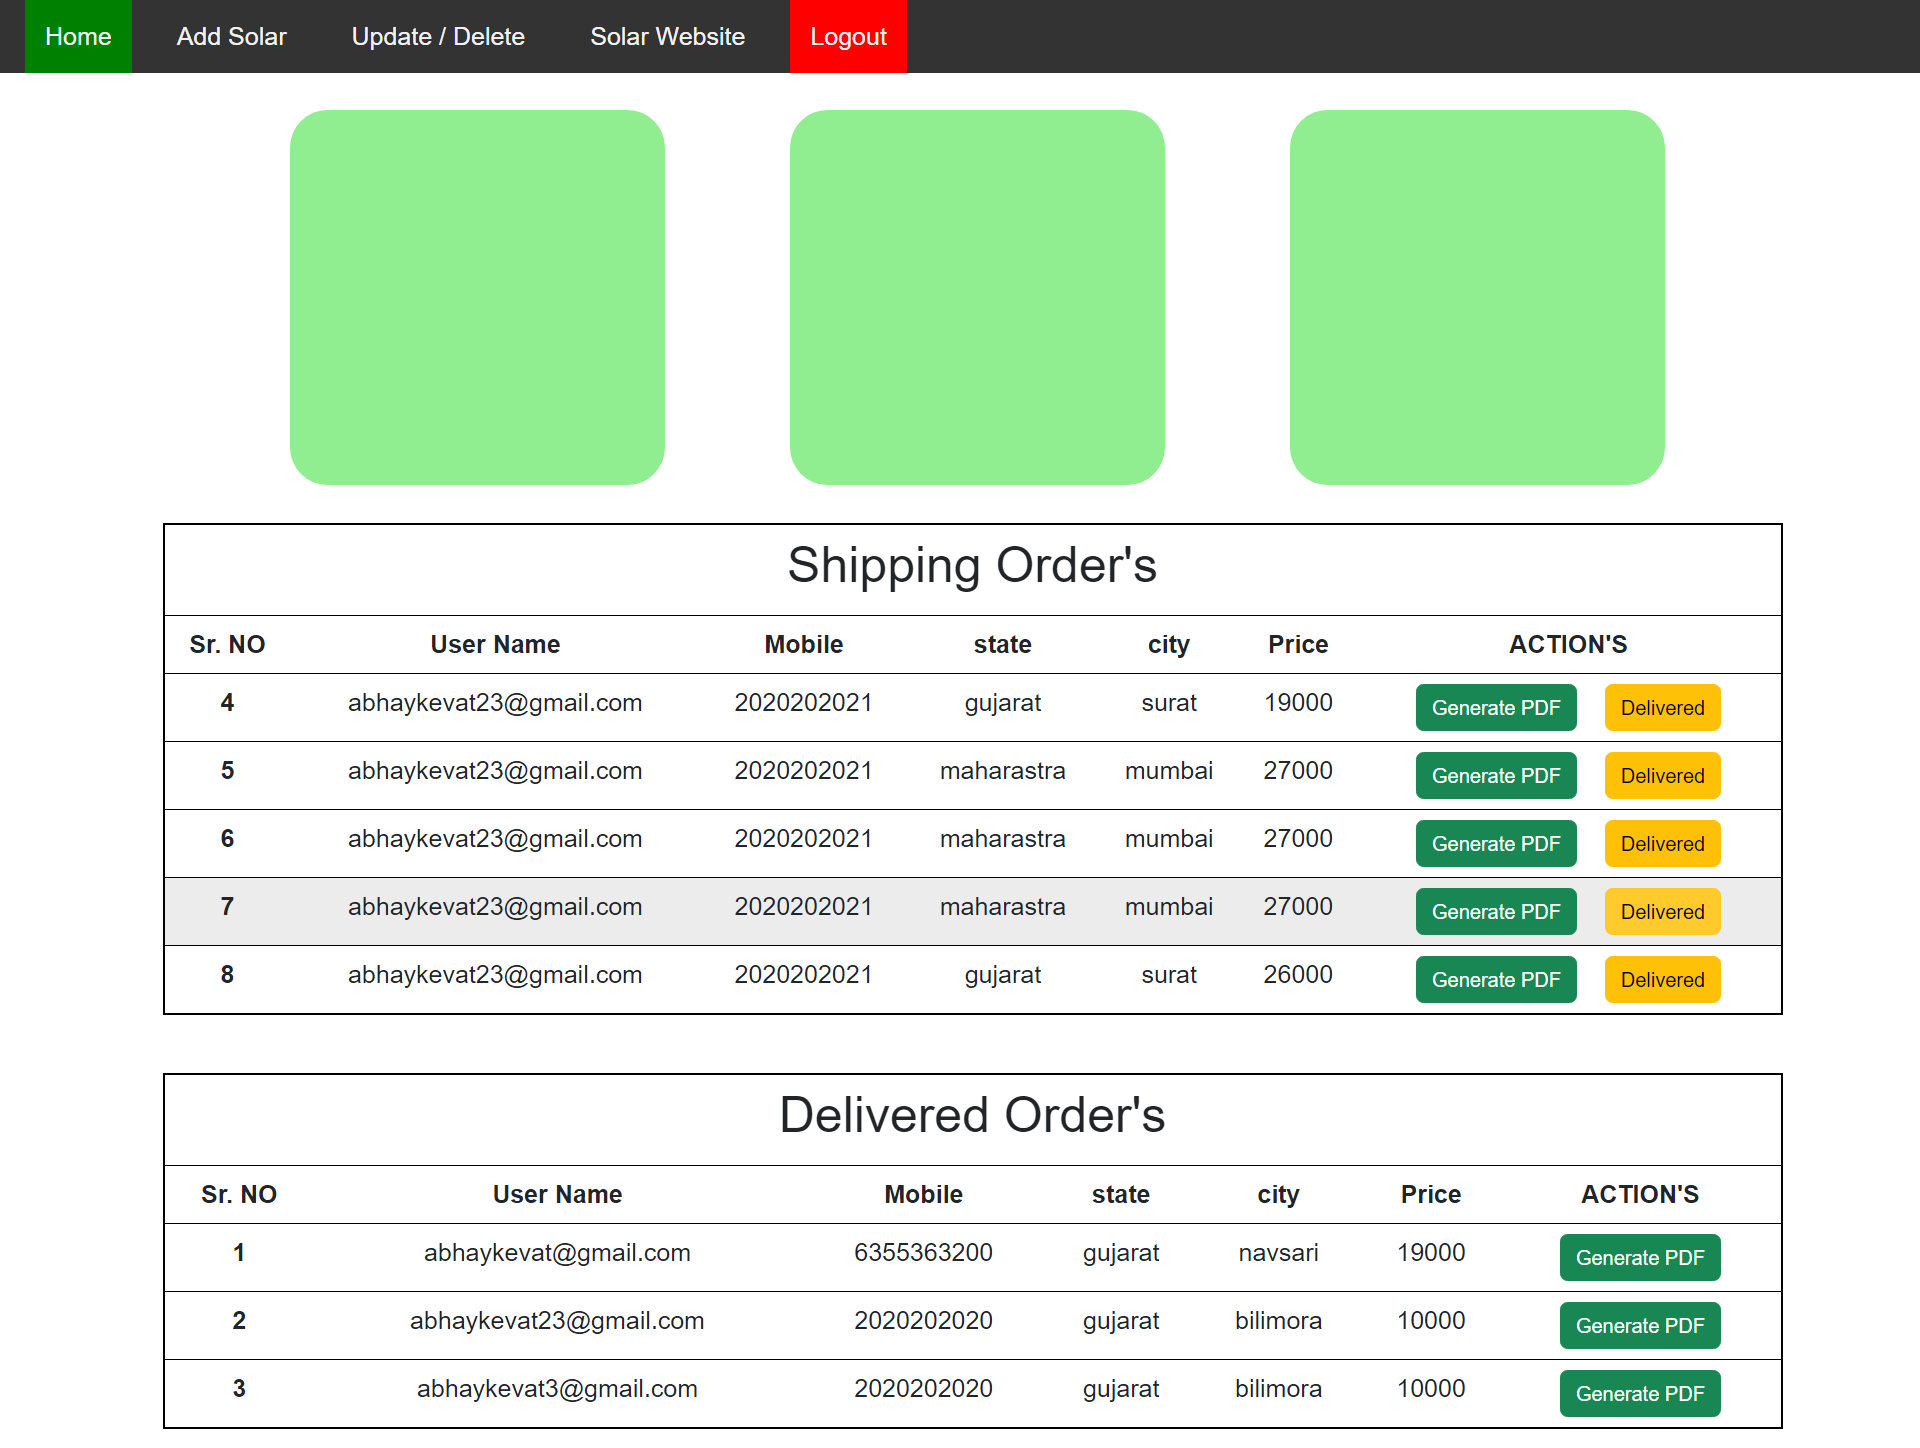 Home Add Solar Update / Delete Solar Website Logout
Shipping Order's
Sr. NO User Name Mobile state city Price ACTION'S
4 abhaykevat23@gmail.com 2020202021 gujarat surat 19000 Generate PDF Delivered
5 abhaykevat23@gmail.com 2020202021 maharastra mumbai 27000 Generate PDF Delivered
6 abhaykevat23@gmail.com 2020202021 maharastra mumbai 27000 Generate PDF Delivered
7 abhaykevat23@gmail.com 2020202021 maharastra mumbai 27000 Generate PDF Delivered
8 abhaykevat23@gmail.com 2020202021 gujarat surat 26000 Generate PDF Delivered
Delivered Order's
Sr. NO User Name Mobile state city Price ACTION'S
1 abhaykevat@gmail.com 6355363200 gujarat navsari 19000 Generate PDF
2 abhaykevat23@gmail.com 2020202020 gujarat bilimora 10000 Generate PDF
3 abhaykevat3@gmail.com 2020202020 gujarat bilimora 10000 Generate PDF